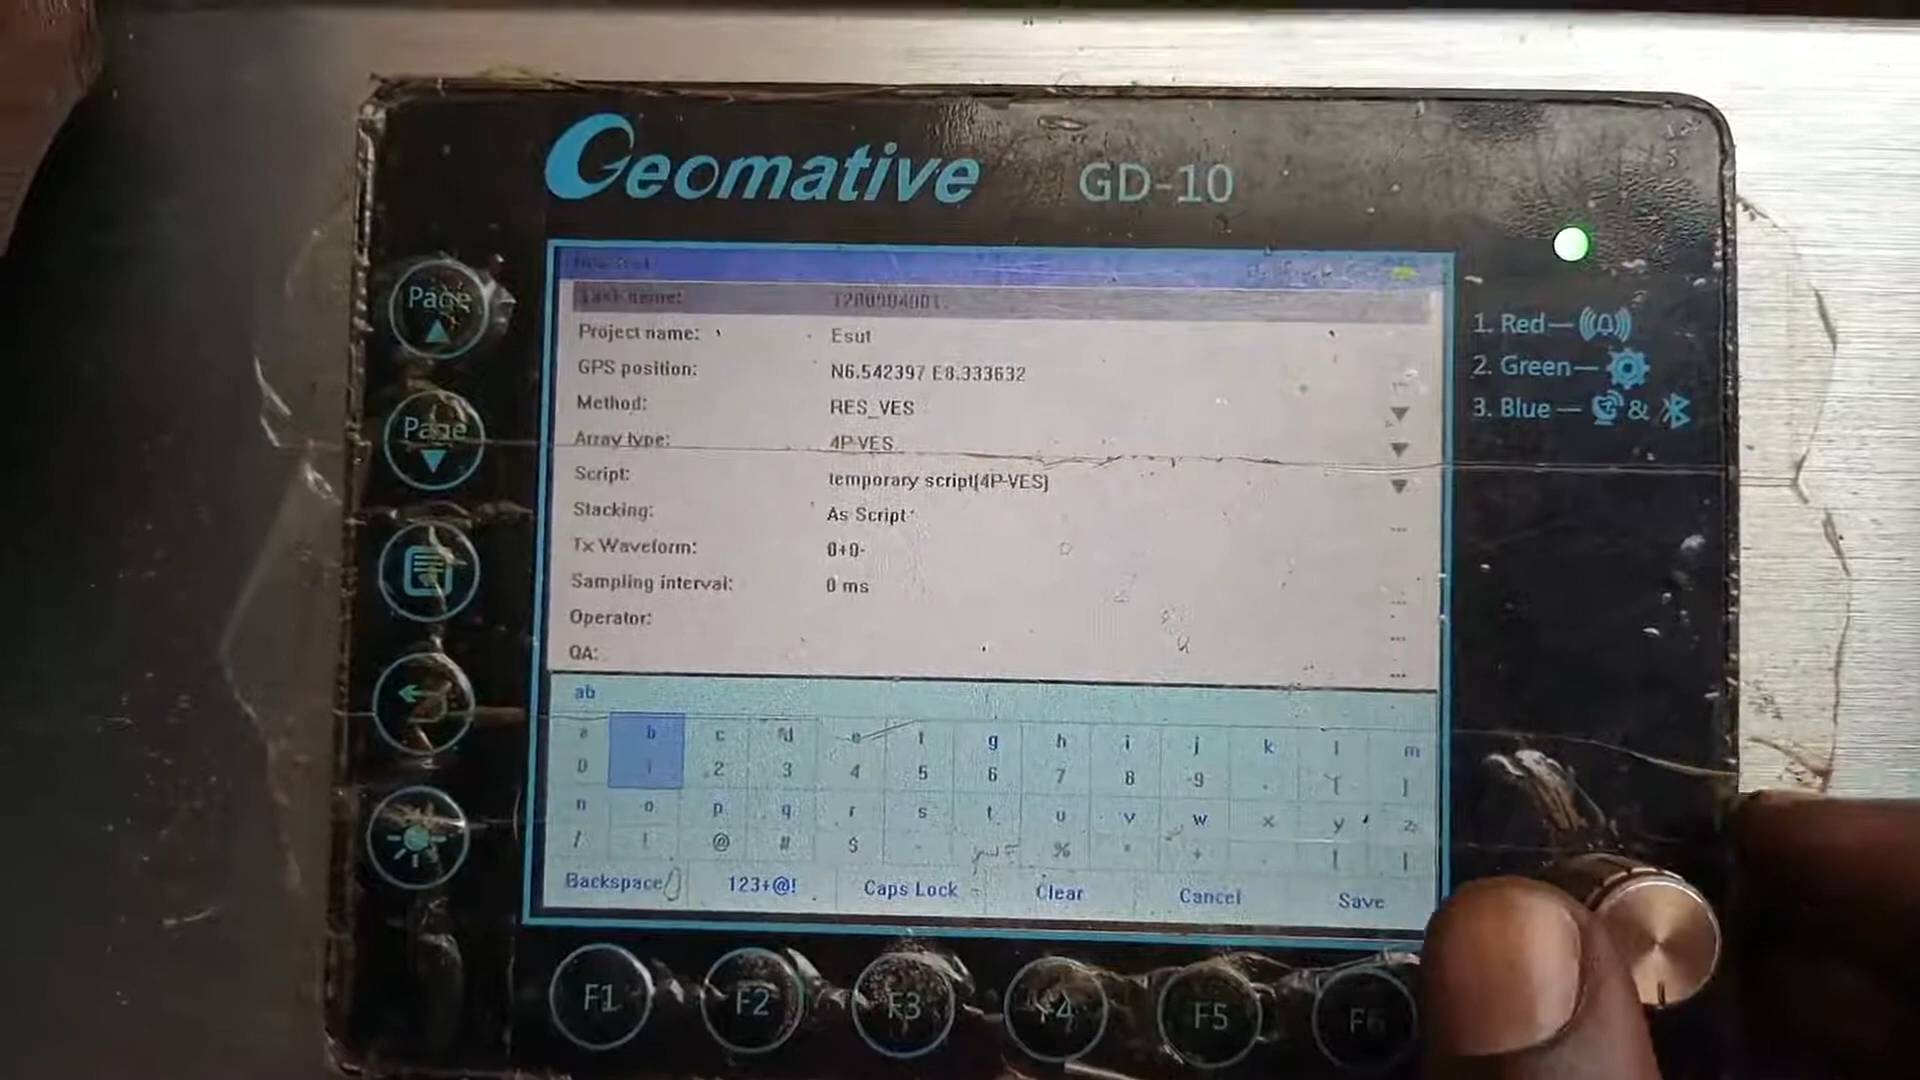 Geomative GD-10
Page
Page
1. Red—
2. Green—
3. Blue — &
Task name: T200904001
Project name: Esut
GPS position: N6.542397 E8.333632
Method: RES_VES
Array type: 4P-VES
Script: temporary script(4P-VES)
Stacking: As Script
Tx Waveform: 0+0-
Sampling interval: 0 ms
Operator:
QA:
ab
a b c d e f g h i j k l m
0 1 2 3 4 5 6 7 8 9 . [ ]
n o p q r s t u v w x y z
/ ! @ # $ %
Backspace 123+@! Caps Lock Clear Cancel Save
F1 F2 F3 F4 F5 F6